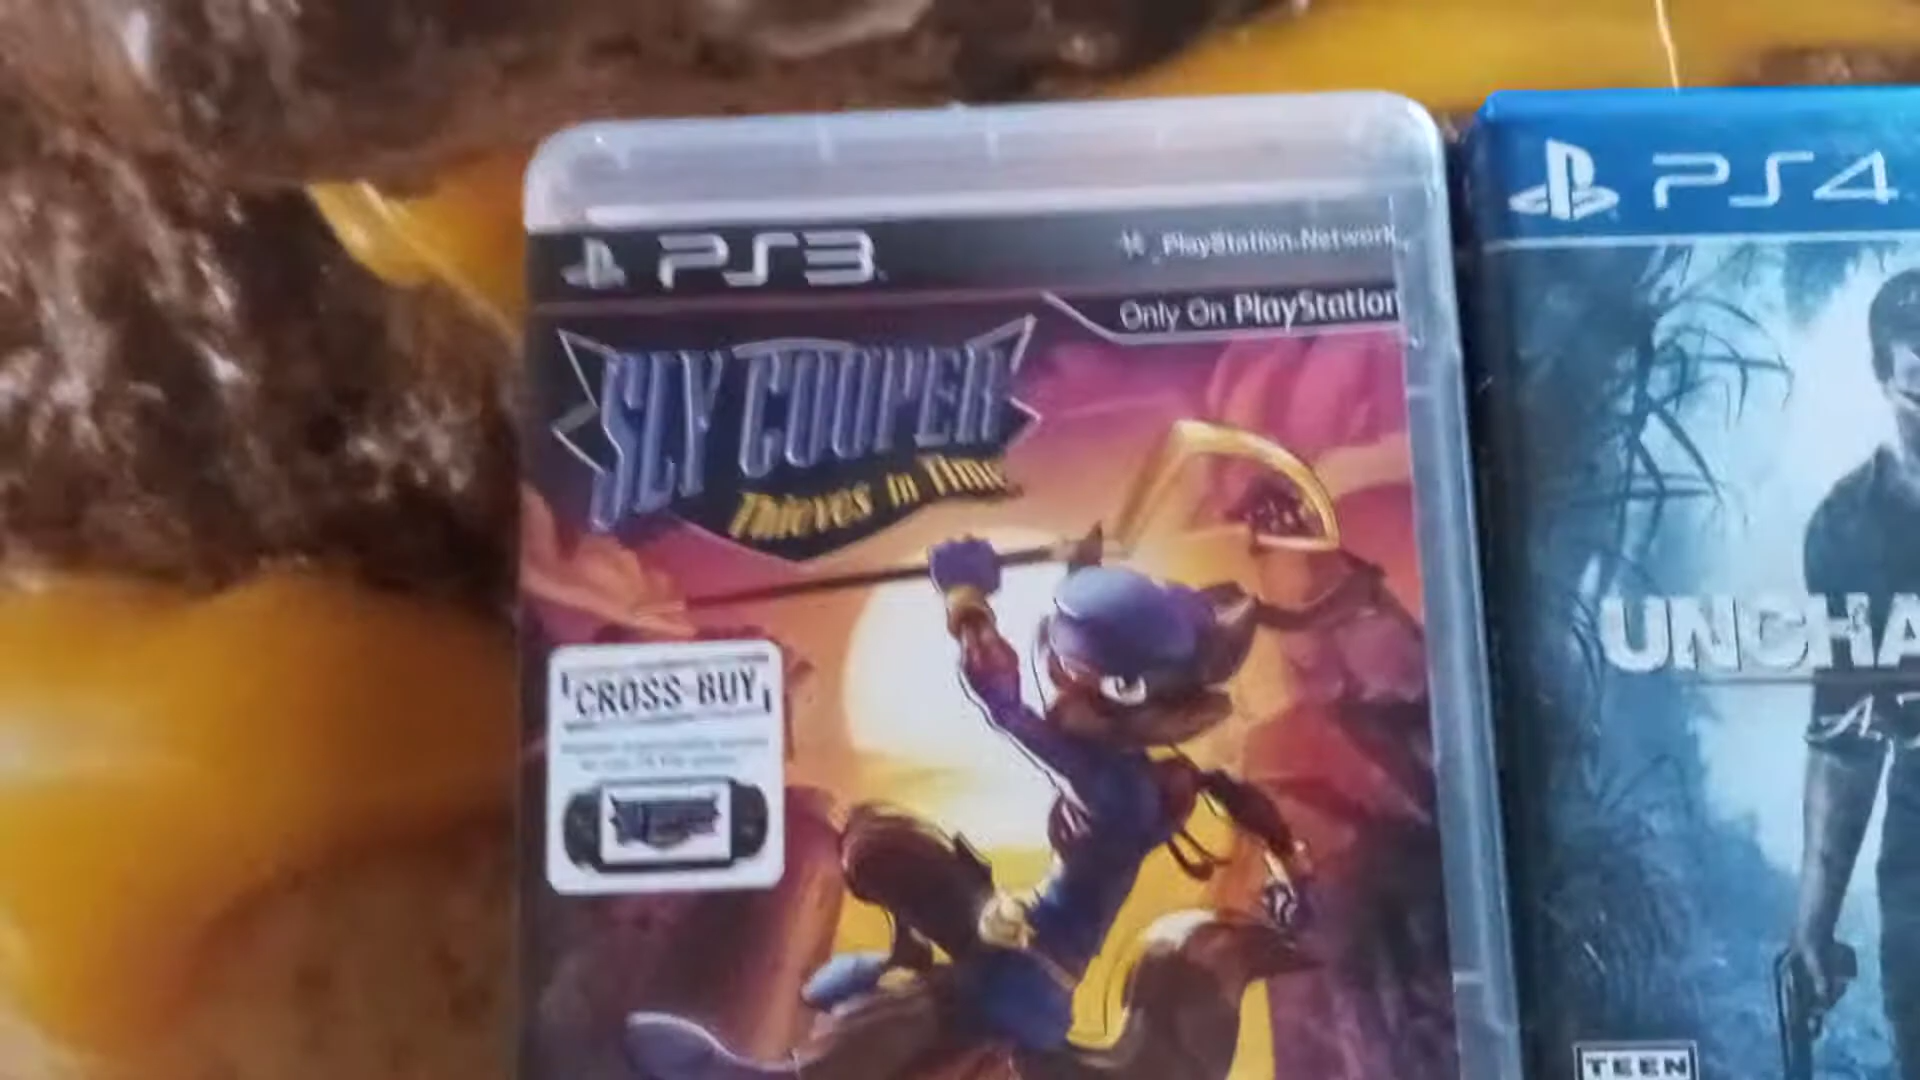 PS3
PlayStation Network
Only On PlayStation
SLY COOPER
Thieves in Time
CROSS-BUY
PS4
UNCHA
TEEN